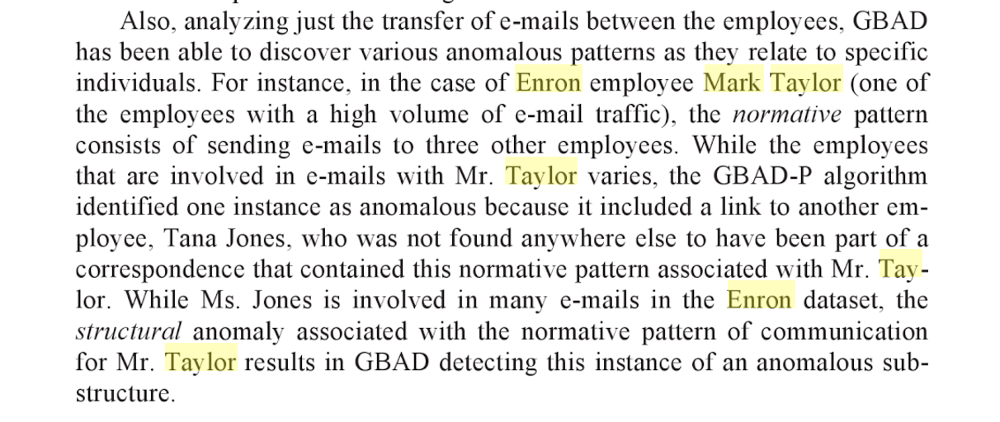 Also, analyzing just the transfer of e-mails between the employees, GBAD
has been able to discover various anomalous patterns as they relate to specific
individuals. For instance, in the case of Enron employee Mark Taylor (one of
the employees with a high volume of e-mail traffic), the normative pattern
consists of sending e-mails to three other employees. While the employees
that are involved in e-mails with Mr. Taylor varies, the GBAD-P algorithm
identified one instance as anomalous because it included a link to another em-
ployee, Tana Jones, who was not found anywhere else to have been part of a
correspondence that contained this normative pattern associated with Mr. Tay-
lor. While Ms. Jones is involved in many e-mails in the Enron dataset, the
structural anomaly associated with the normative pattern of communication
for Mr. Taylor results in GBAD detecting this instance of an anomalous sub-
structure.